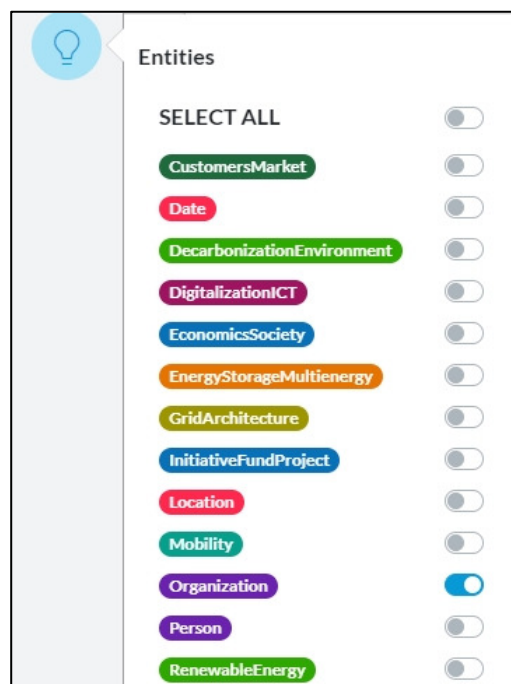 Entities
SELECT ALL
CustomersMarket
Date
DecarbonizationEnvironment
DigitalizationICT
EconomicsSociety
EnergyStorageMultienergy
GridArchitecture
InitiativeFundProject
Location
Mobility
Organization
Person
RenewableEnergy